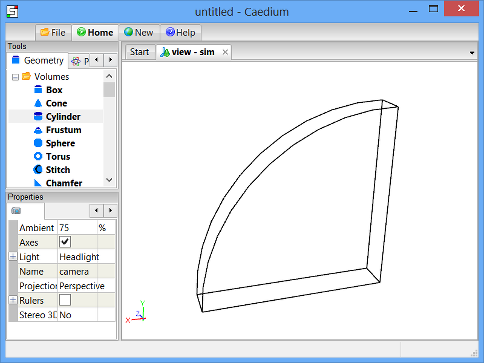 untitled - Caedium
File Home New Help
Tools
Geometry P
Volumes
Box
Cone
Cylinder
Frustum
Sphere
Torus
Stitch
Chamfer
Properties
Ambient 75 %
Axes
Light Headlight
Name camera
Projection Perspective
Rulers
Stereo 3D No
Start view - sim
Y
Z
X